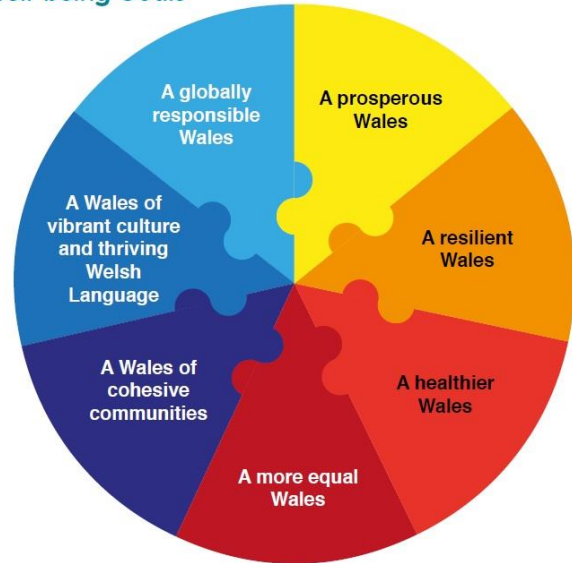 A globally
responsible
Wales
A prosperous
Wales
A Wales of
vibrant culture
and thriving
Welsh
Language
A resilient
Wales
A Wales of
cohesive
communities
A healthier
Wales
A more equal
Wales